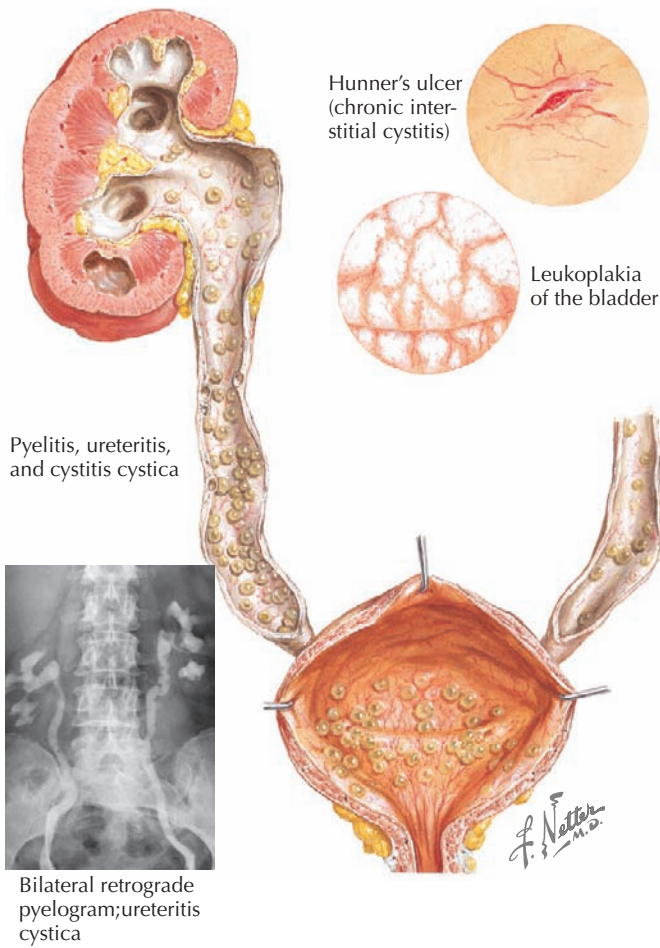 Hunner's ulcer
(chronic inter-
stitial cystitis)
Leukoplakia
of the bladder
Pyelitis, ureteritis,
and cystitis cystica
Bilateral retrograde
pyelogram;ureteritis
cystica
F. Netter
M.D.